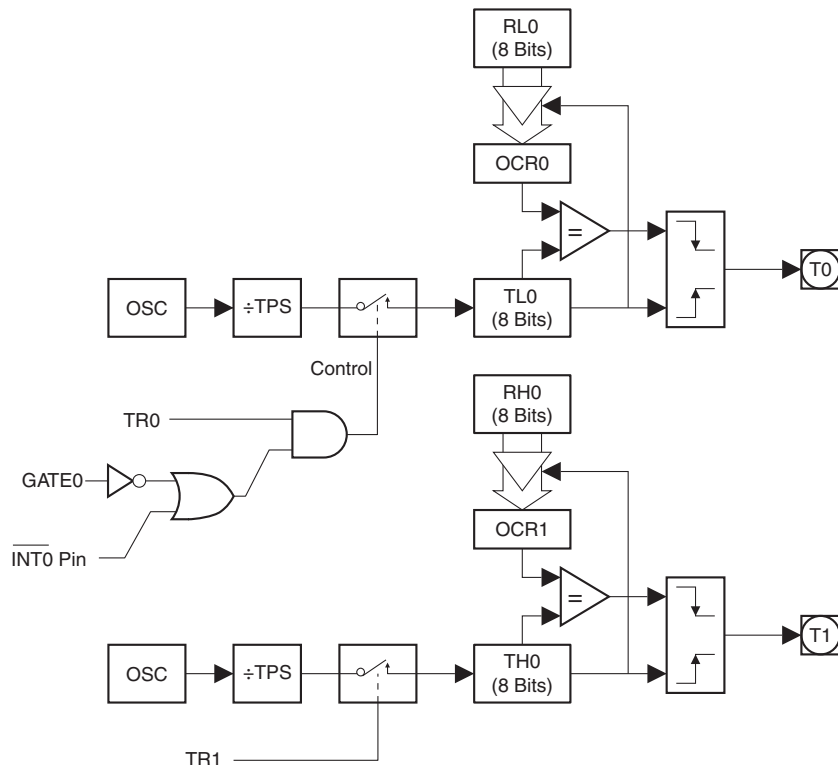 RL0
(8 Bits)
OCR0
=
T0
OSC
÷TPS
TL0
(8 Bits)
Control
TR0
GATE0
I̅N̅T̅0̅ Pin
RH0
(8 Bits)
OCR1
=
T1
OSC
÷TPS
TH0
(8 Bits)
TR1